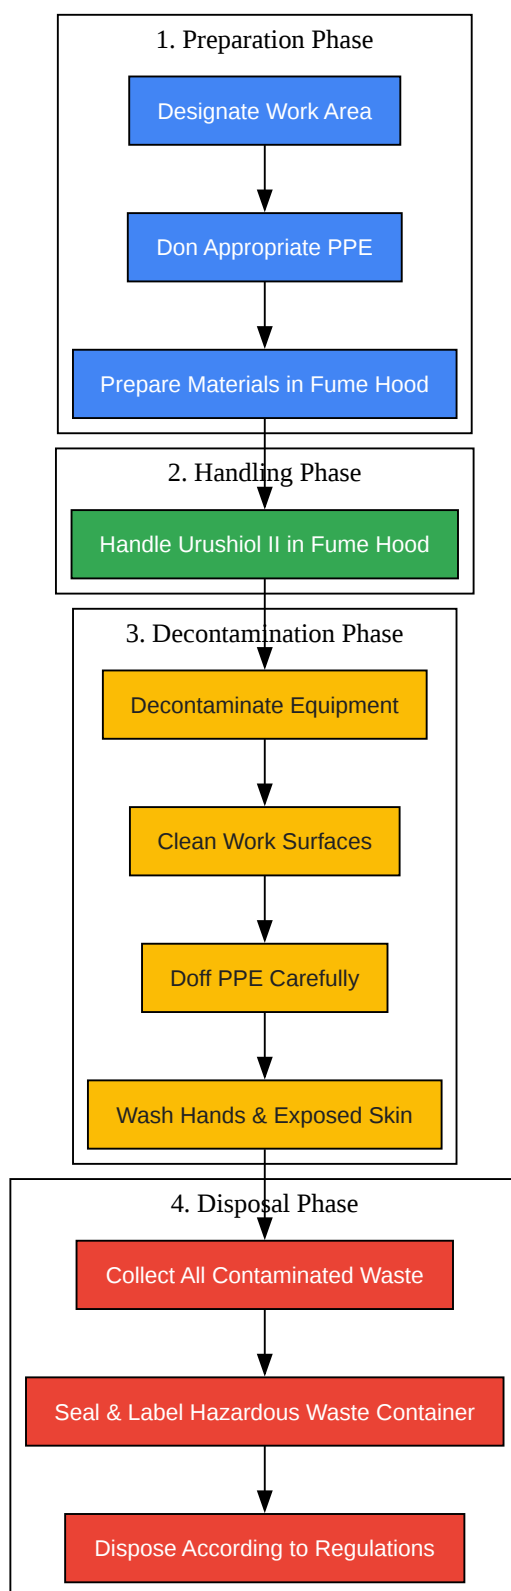 1. Preparation Phase
Designate Work Area
Don Appropriate PPE
Prepare Materials in Fume Hood
2. Handling Phase
Handle Urushiol II in Fume Hood
3. Decontamination Phase
Decontaminate Equipment
Clean Work Surfaces
Doff PPE Carefully
Wash Hands & Exposed Skin
4. Disposal Phase
Collect All Contaminated Waste
Seal & Label Hazardous Waste Container
Dispose According to Regulations